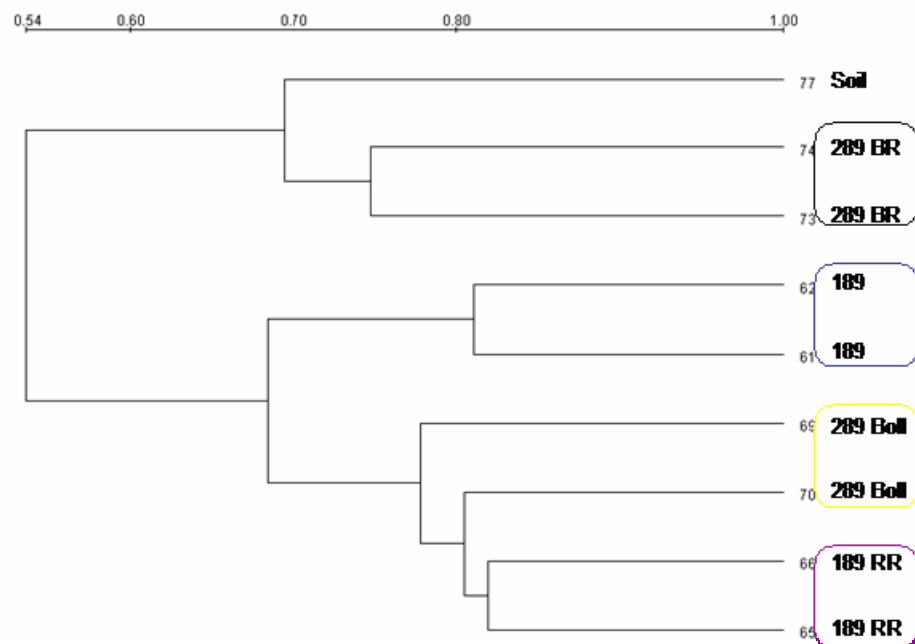 0.54 0.60 0.70 0.80 1.00
77 Soil
74 289 BR
73 289 BR
62 189
61 189
69 289 Boll
70 289 Boll
66 189 RR
65 189 RR